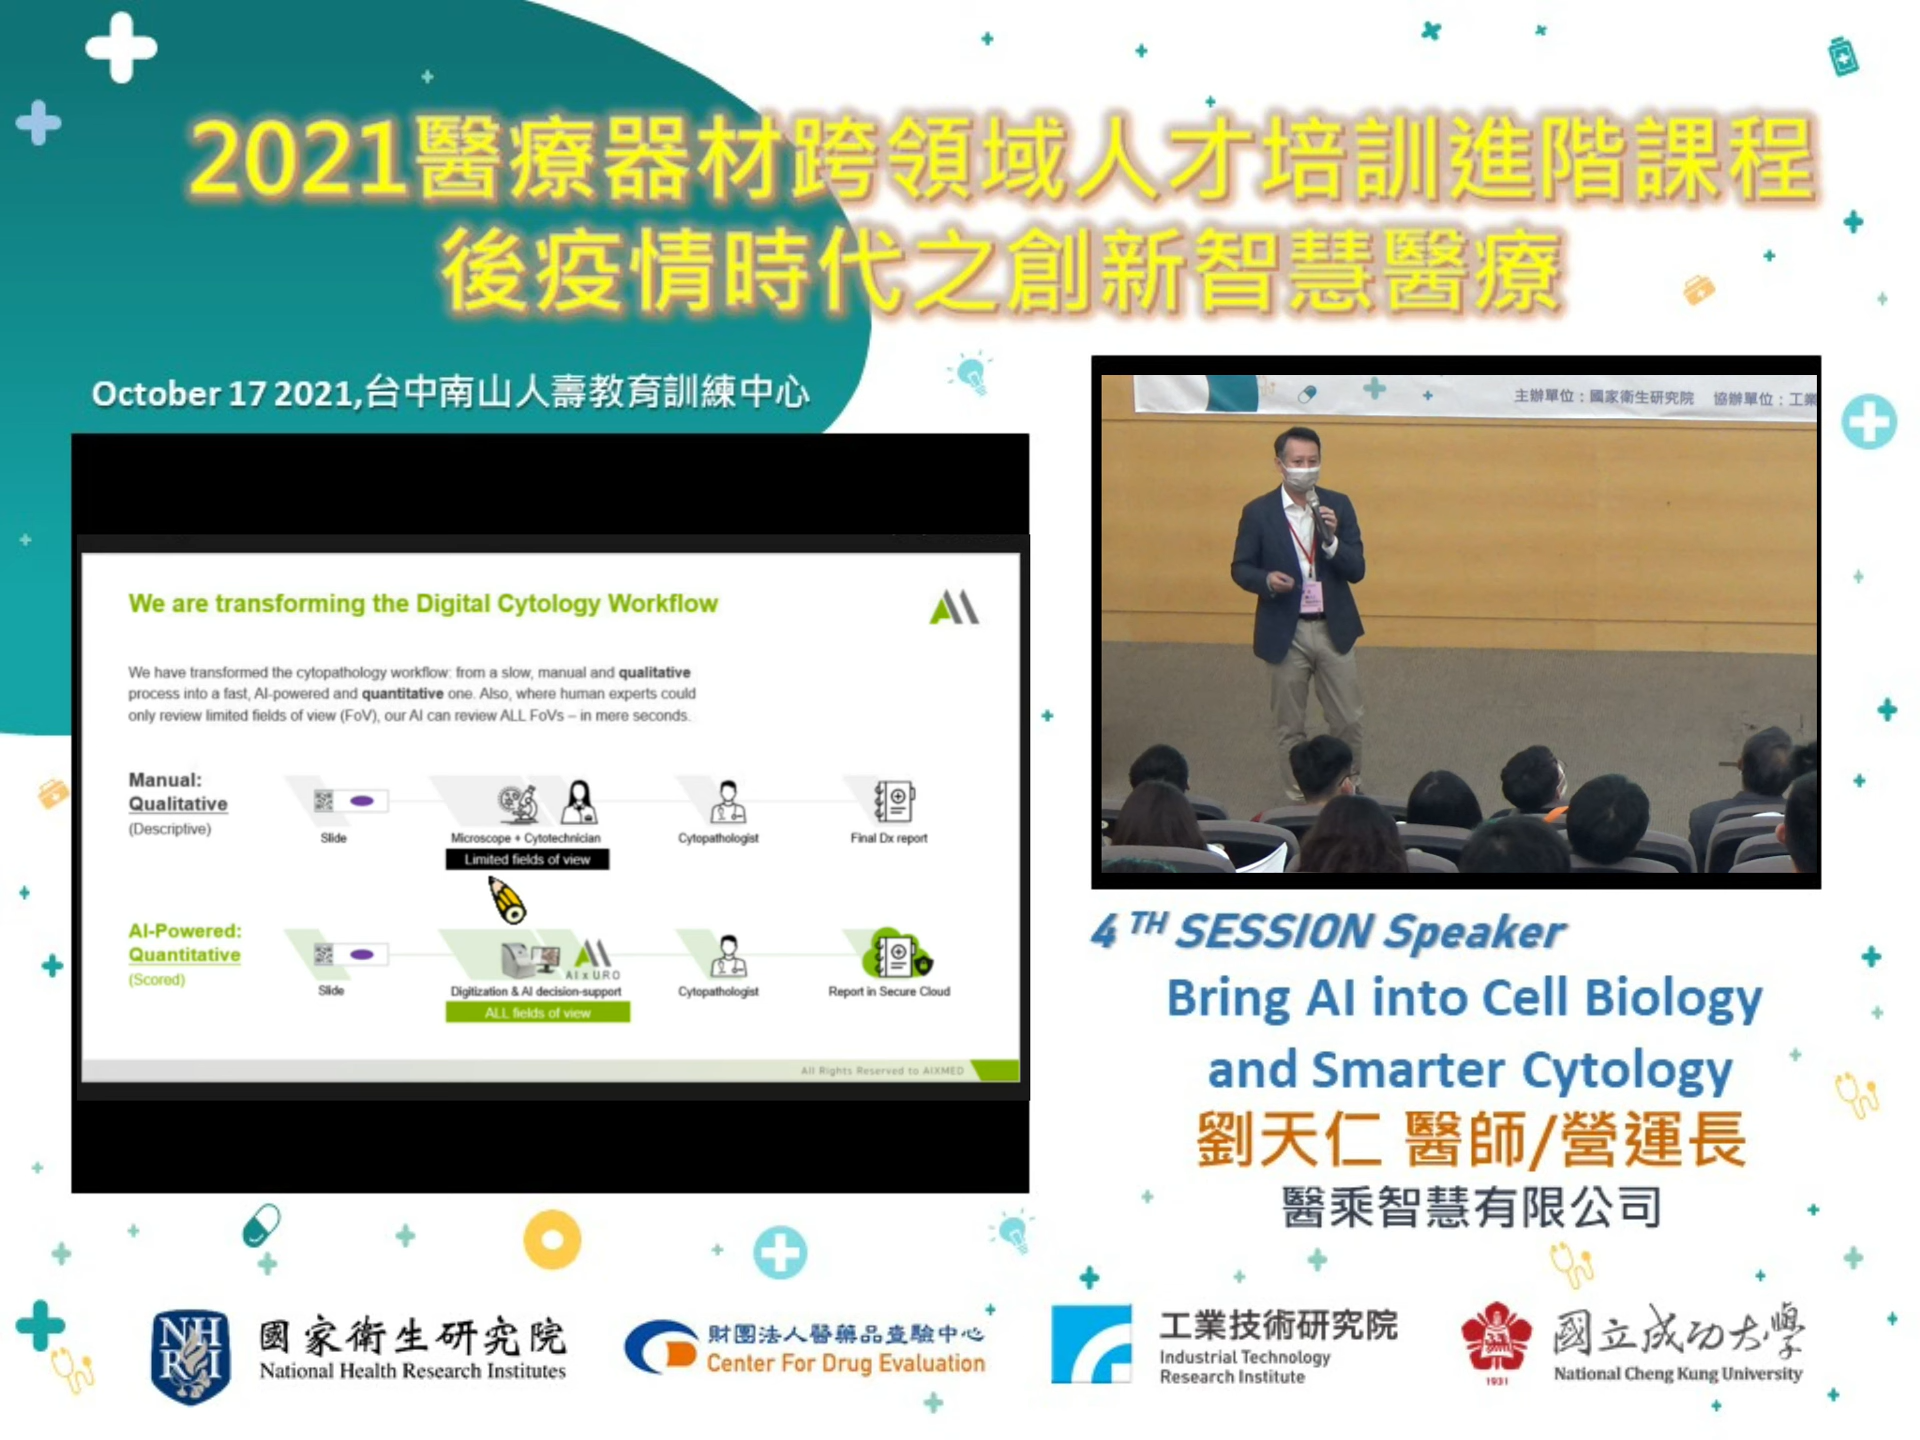 2021醫療器材跨領域人才培訓進階課程
後疫情時代之創新智慧醫療
October 17 2021,台中南山人壽教育訓練中心
We are transforming the Digital Cytology Workflow
We have transformed the cytopathology workflow: from a slow, manual and qualitative
process into a fast, AI-powered and quantitative one. Also, where human experts could
only review limited fields of view (FoV), our AI can review ALL FoVs – in mere seconds.
Manual:
Qualitative
(Descriptive)
Slide
Microscope + Cytotechnician
Limited fields of view
Cytopathologist
Final Dx report
AI-Powered:
Quantitative
(Scored)
Slide
AIxURO
Digitization & AI decision-support
ALL fields of view
Cytopathologist
Report in Secure Cloud
All Rights Reserved to AIXMED
主辦單位：國家衛生研究院 協辦單位：工業
4TH SESSION Speaker
Bring AI into Cell Biology
and Smarter Cytology
劉天仁 醫師/營運長
醫乘智慧有限公司
NHRI
國家衛生研究院
National Health Research Institutes
財團法人醫藥品查驗中心
Center For Drug Evaluation
工業技術研究院
Industrial Technology
Research Institute
1931
國立成功大學
National Cheng Kung University